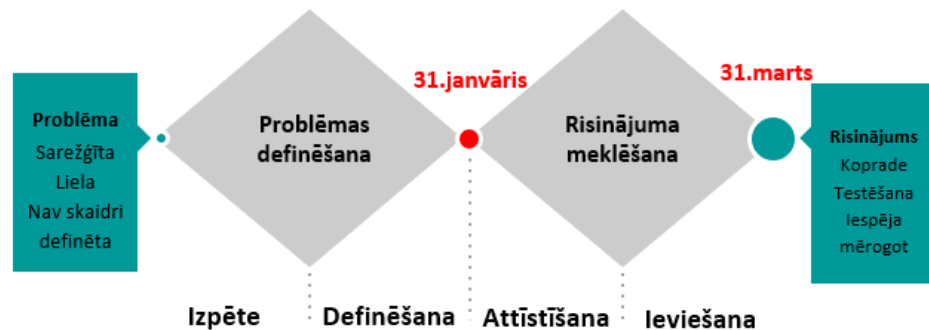 31.janvāris
31.marts
Problēma
Sarežģīta
Liela
Nav skaidri
definēta
Problēmas
definēšana
Risinājuma
meklēšana
Risinājums
Koprade
Testēšana
Iespēja
mērogot
Izpēte
Definēšana
Attīstīšana
Ieviešana